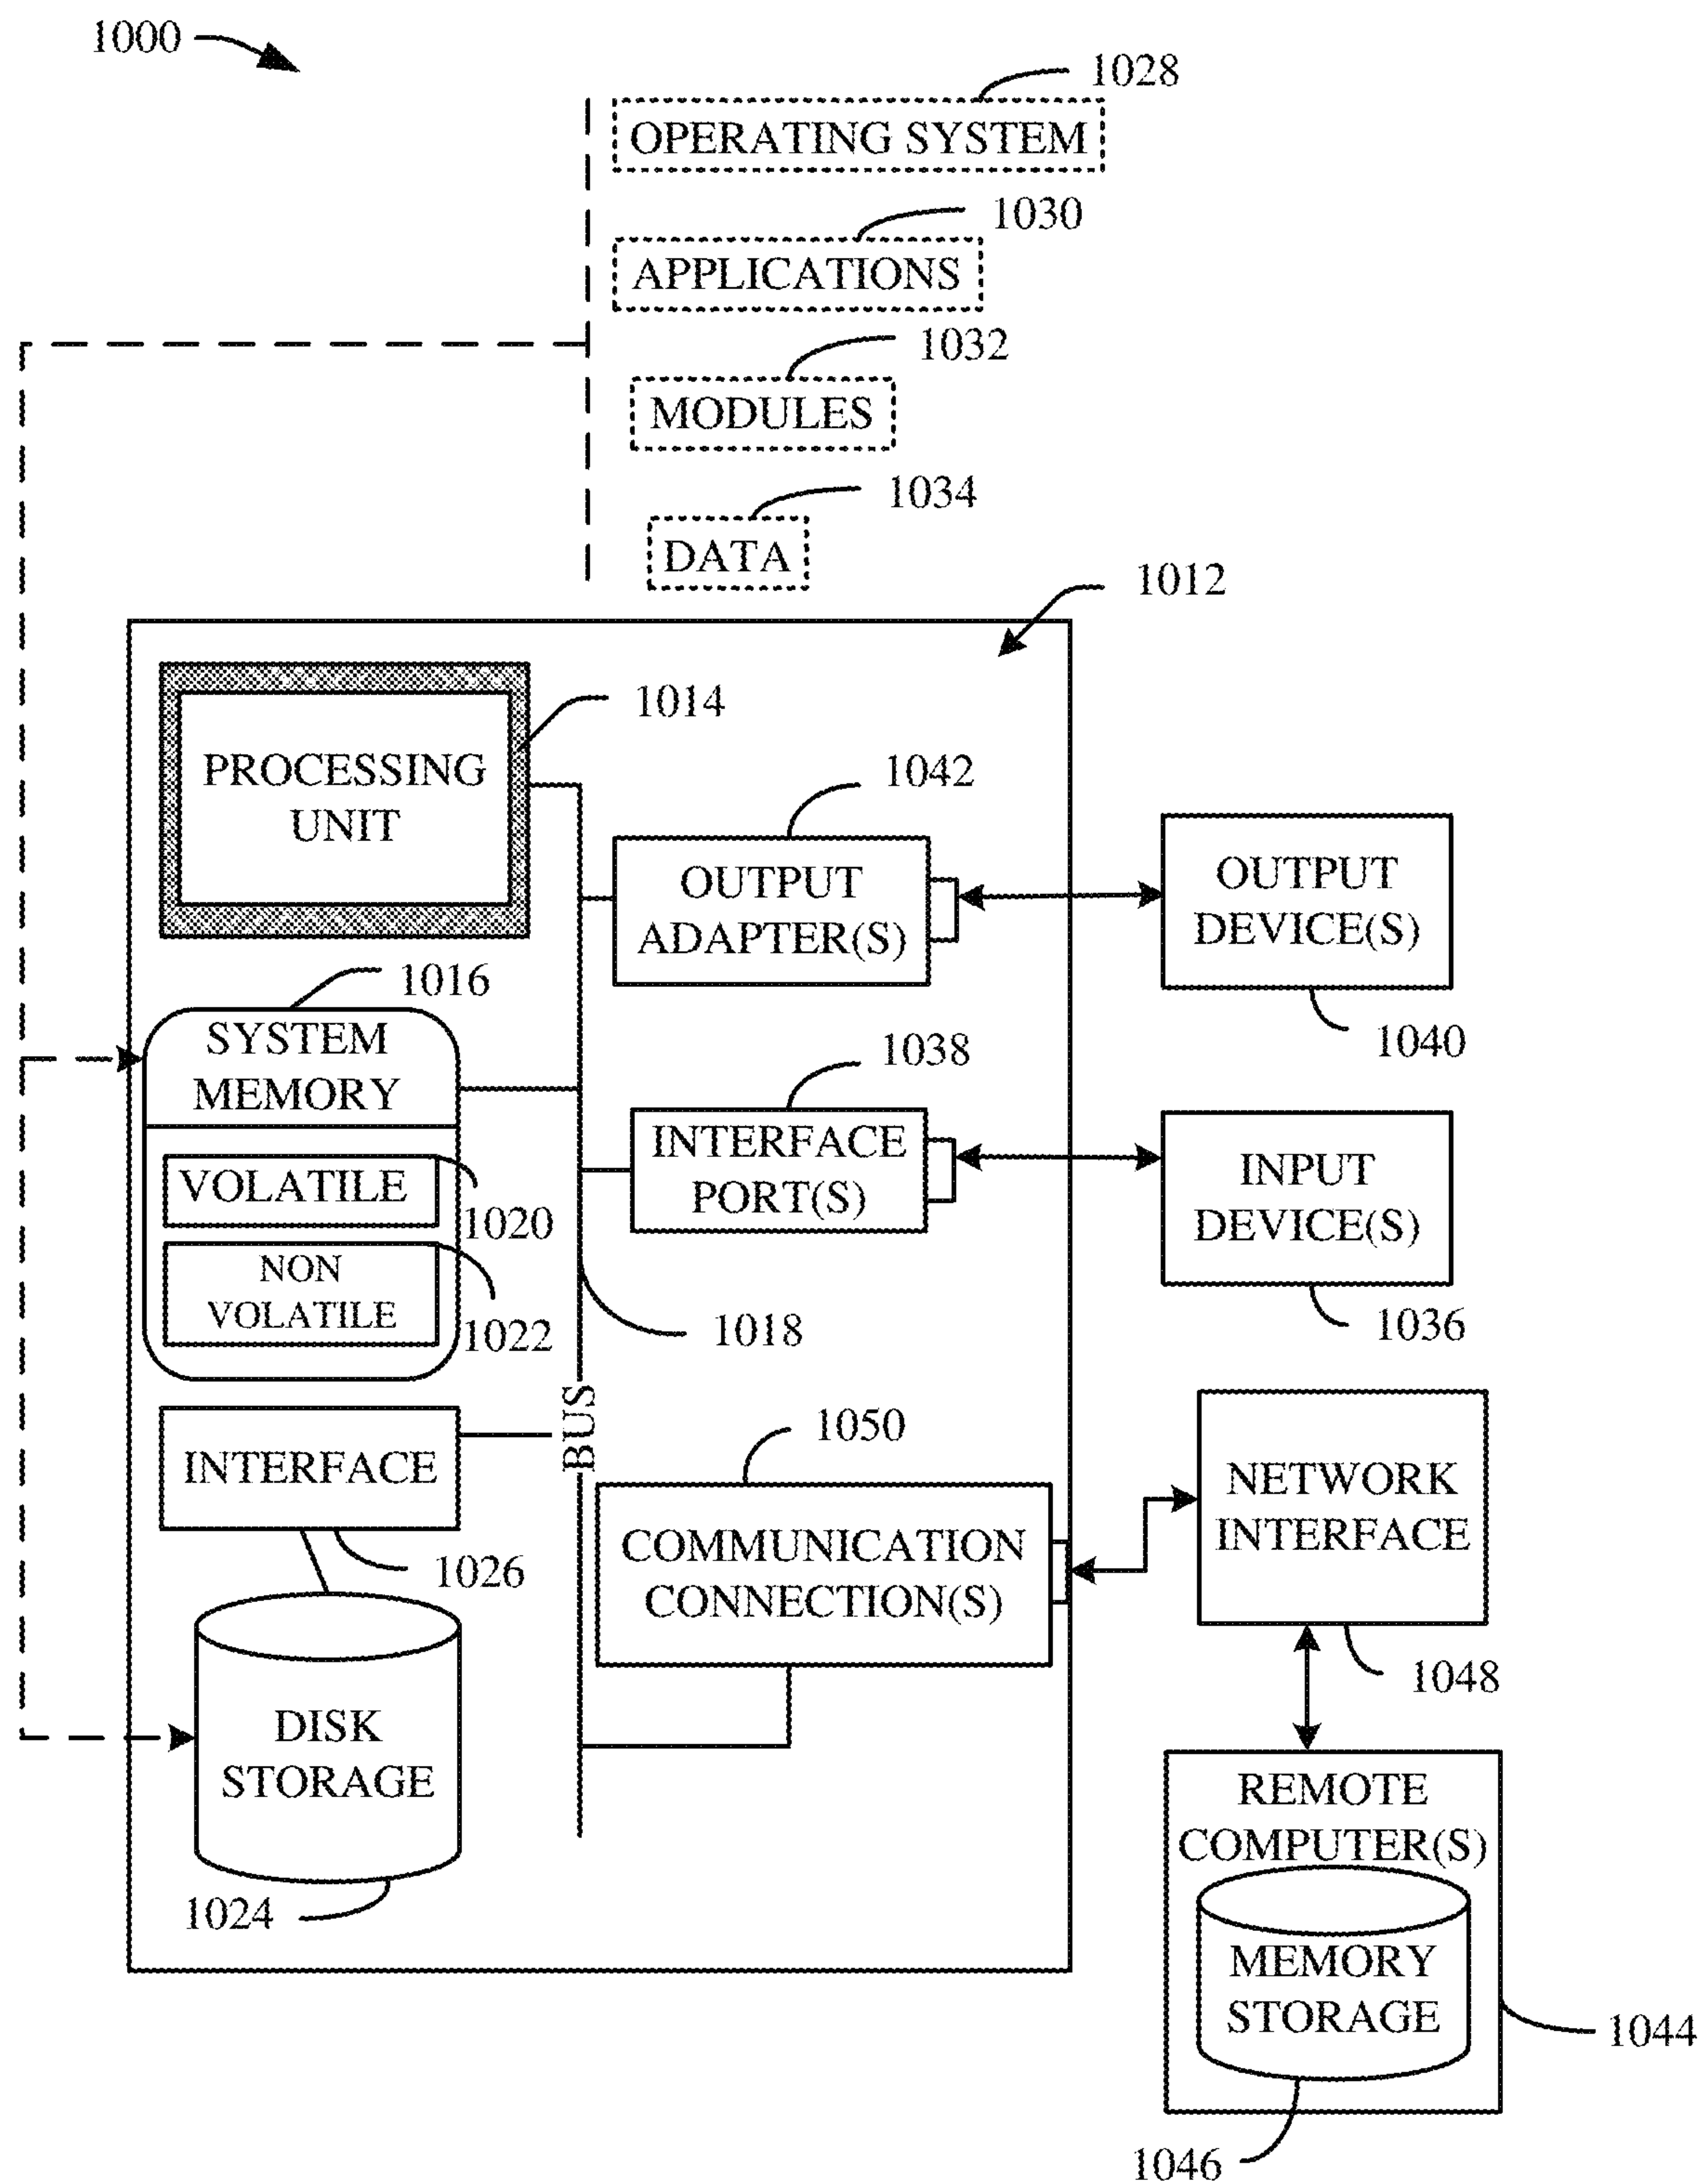 1000
1028
OPERATING SYSTEM
1030
APPLICATIONS
1032
MODULES
1034
DATA
1012
1014
PROCESSING
UNIT
1042
OUTPUT
ADAPTER(S)
OUTPUT
DEVICE(S)
1040
1016
SYSTEM
MEMORY
VOLATILE
1020
NON
VOLATILE
1022
1038
INTERFACE
PORT(S)
INPUT
DEVICE(S)
1036
1018
BUS
INTERFACE
1026
1050
COMMUNICATION
CONNECTION(S)
NETWORK
INTERFACE
1048
DISK
STORAGE
1024
REMOTE
COMPUTER(S)
MEMORY
STORAGE
1044
1046